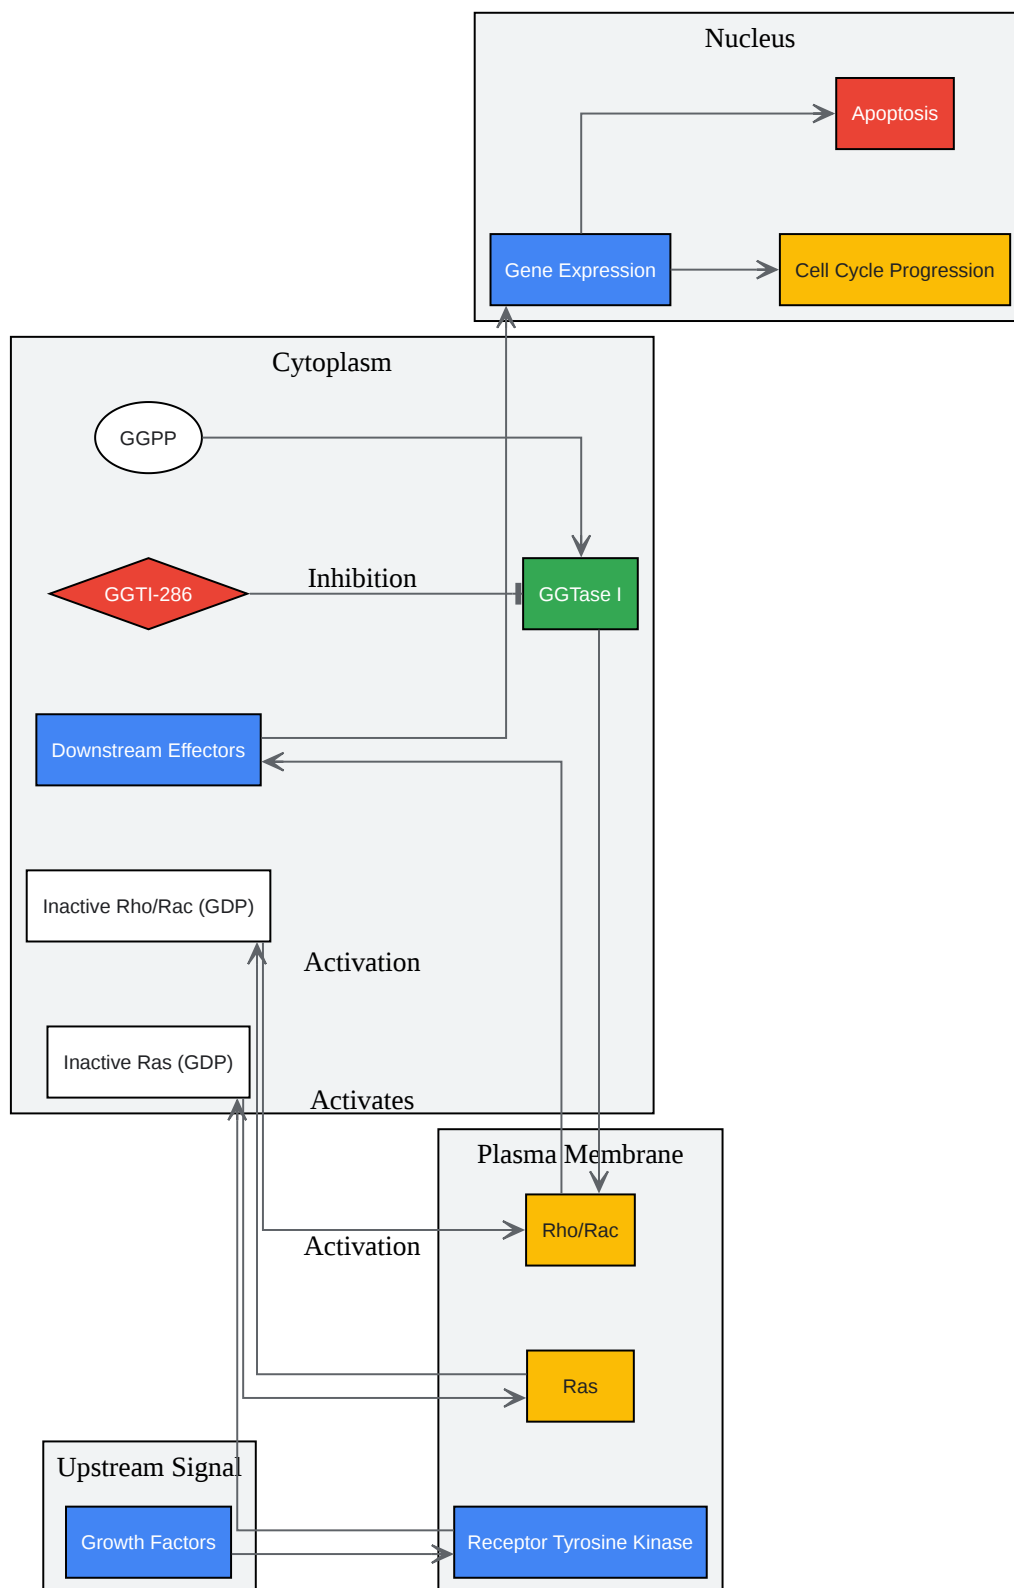 Nucleus
Apoptosis
Gene Expression
Cell Cycle Progression
Cytoplasm
GGPP
Inhibition
GGTI-286
GGTase I
Downstream Effectors
Inactive Rho/Rac (GDP)
Activation
Inactive Ras (GDP)
Activates
Plasma Membrane
Rho/Rac
Activation
Ras
Upstream Signal
Growth Factors
Receptor Tyrosine Kinase